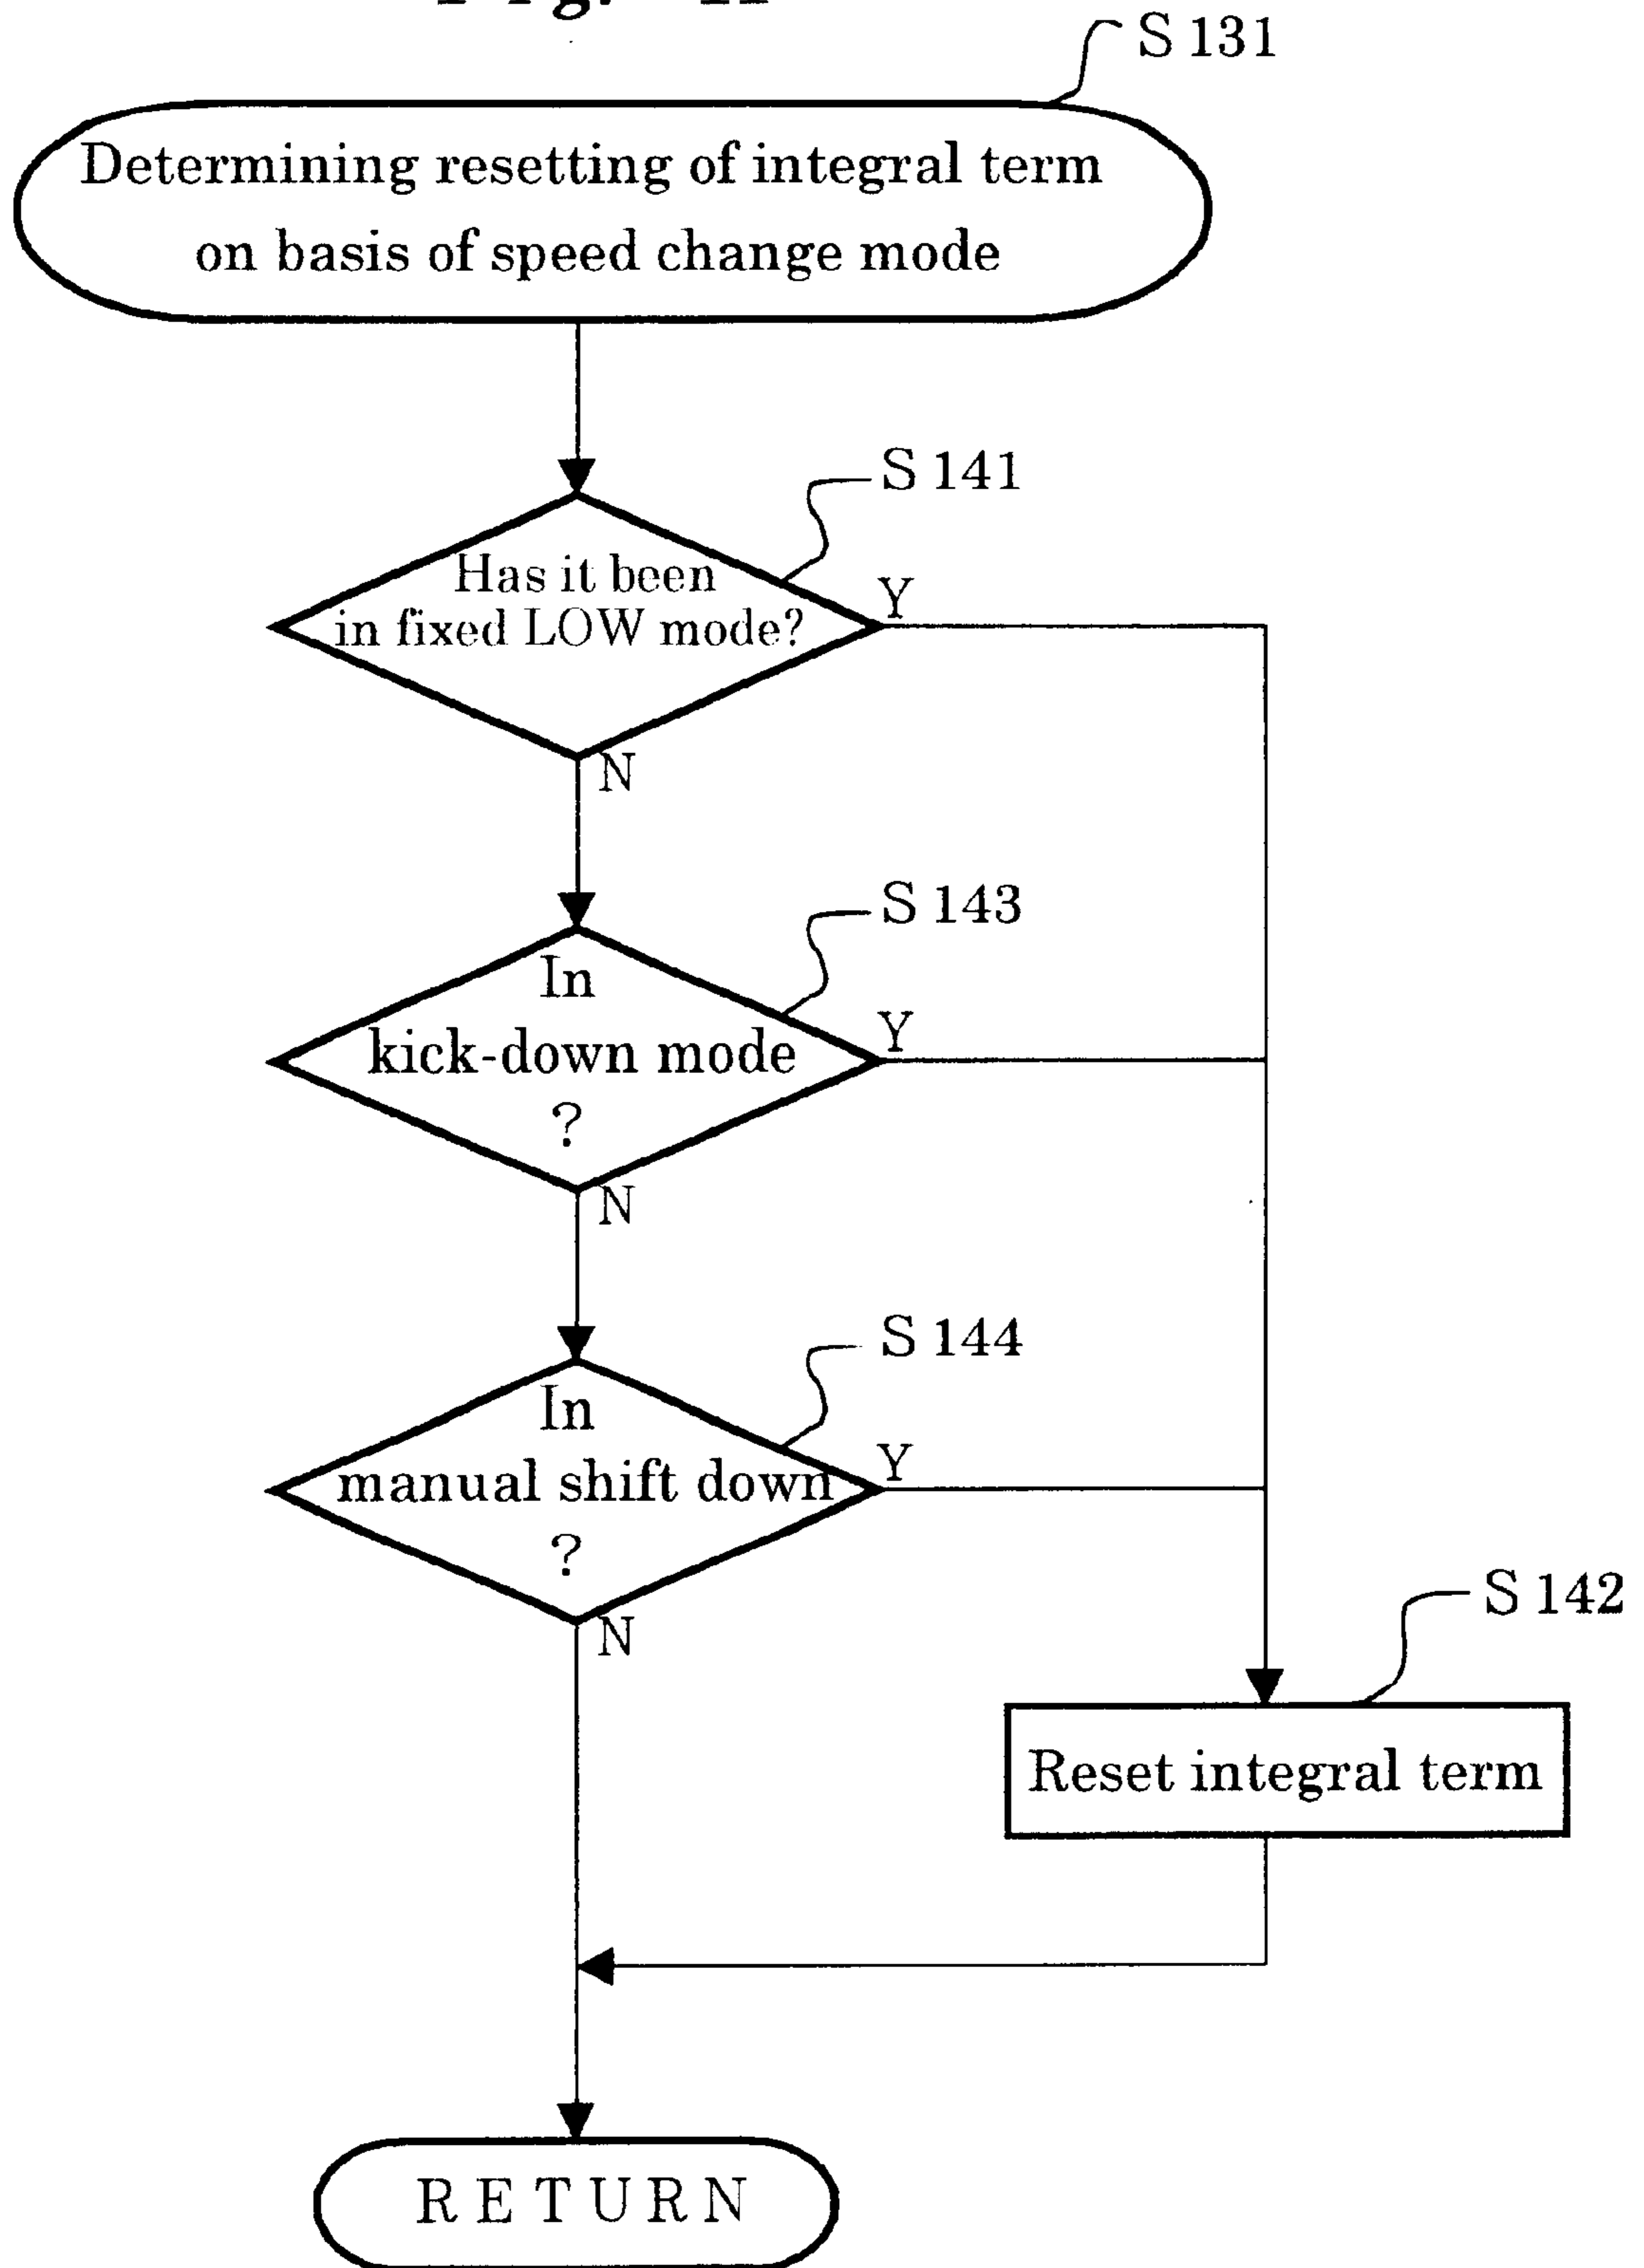 S 131
Determining resetting of integral term
on basis of speed change mode
S 141
Has it been
in fixed LOW mode?
Y
N
S 143
In
kick-down mode
?
Y
N
S 144
In
manual shift down
?
Y
N
S 142
Reset integral term
RETURN